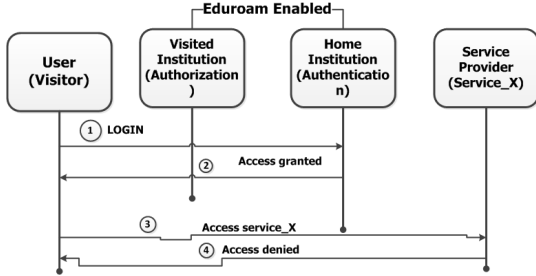 Eduroam Enabled
User
(Visitor)
Visited
Institution
(Authorization
)
Home
Institution
(Authenticatio
n)
Service
Provider
(Service_X)
1 LOGIN
2 Access granted
3 Access service_X
4 Access denied